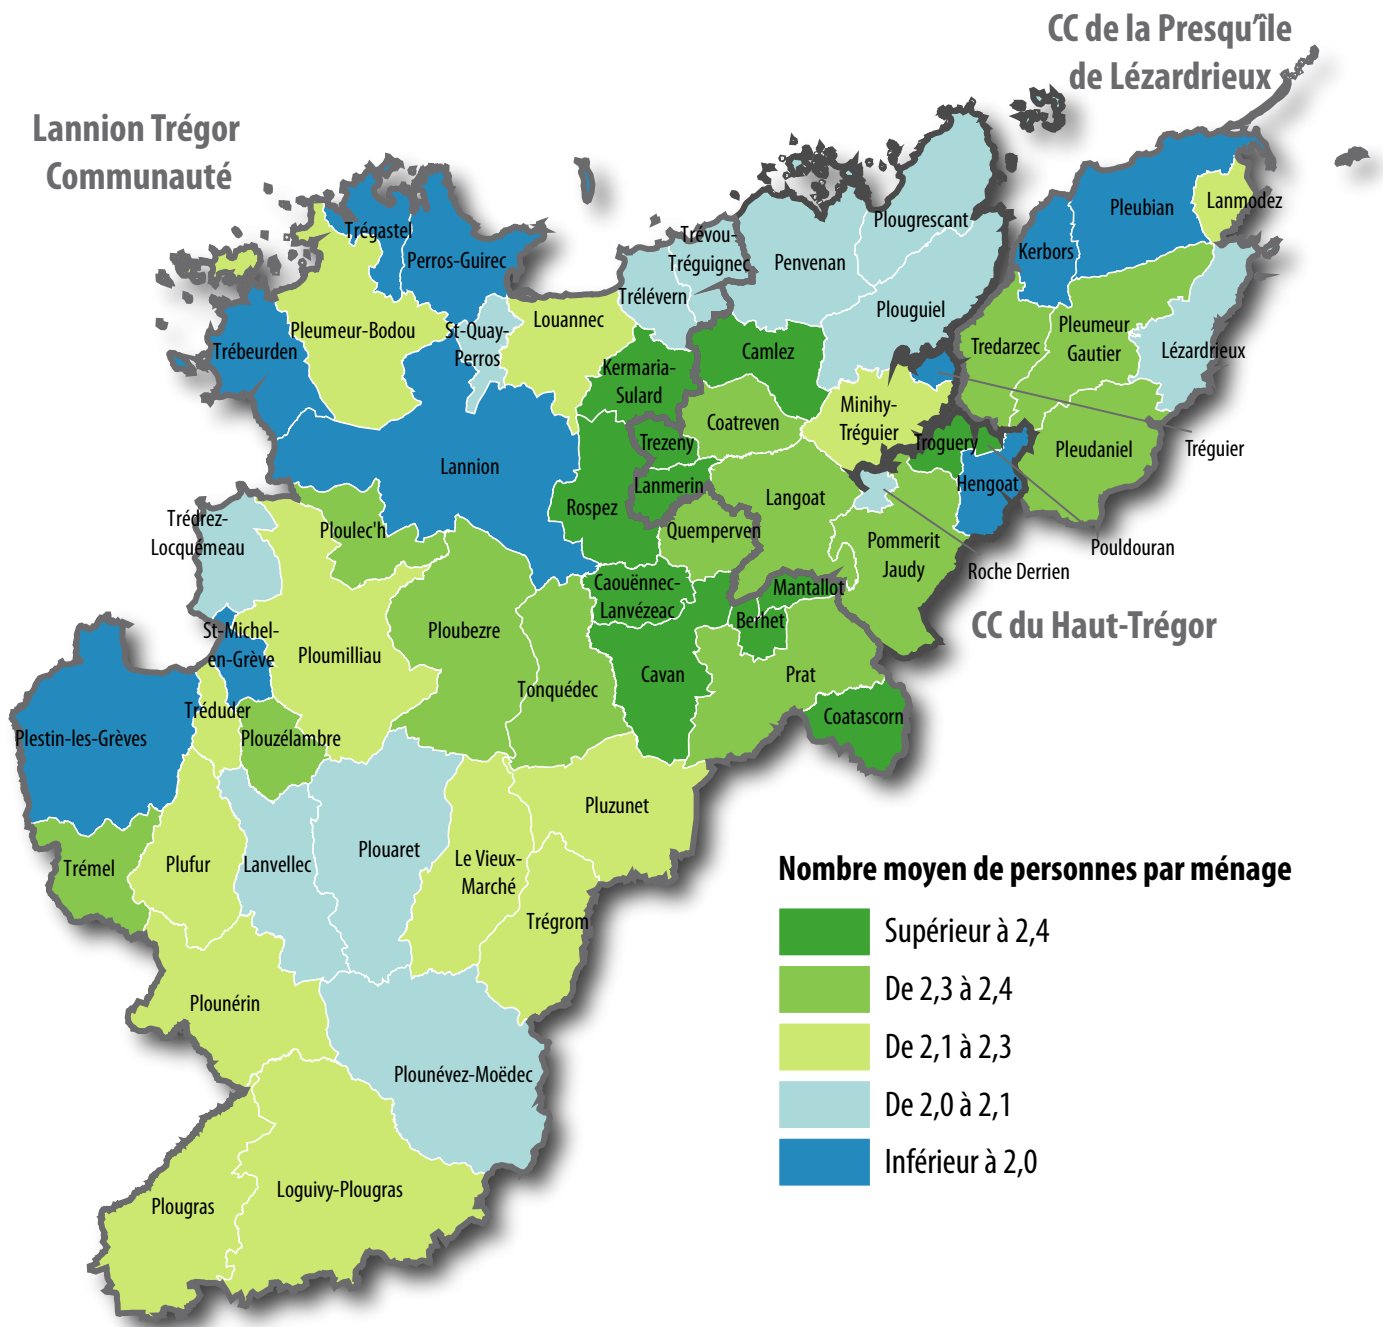 CC de la Presqu'île
de Lézardrieux
Lannion Trégor
Communauté
Trégastel
Perros-Guirec
Trévou-
Tréguignec
Plougrescant
Pleubian
Lanmodez
Kerbors
Penvenan
Trélévern
Plouguiel
Pleumeur-Bodou
St-Quay-
Perros
Louannec
Trébeurden
Camlez
Tredarzec
Pleumeur
Gautier
Lézardrieux
Kermaria-
Sulard
Minihy-
Tréguier
Coatreven
Trezeny
Troguery
Pleudaniel
Tréguier
Lannion
Lanmerin
Langoat
Hengoat
Rospez
Trédrez-
Locquémeau
Ploulec'h
Quemperven
Pommerit
Jaudy
Pouldouran
Roche Derrien
Caouënnec-
Lanvézeac
Mantallot
Berhet
CC du Haut-Trégor
St-Michel-
en-Grève
Ploumilliau
Ploubezre
Tonquédec
Cavan
Prat
Coatascorn
Tréduder
Plouzélambre
Plestin-les-Grèves
Pluzunet
Trémel
Plufur
Lanvellec
Plouaret
Le Vieux-
Marché
Trégrom
Plounérin
Plounévez-Moëdec
Plougras
Loguivy-Plougras
Nombre moyen de personnes par ménage
Supérieur à 2,4
De 2,3 à 2,4
De 2,1 à 2,3
De 2,0 à 2,1
Inférieur à 2,0